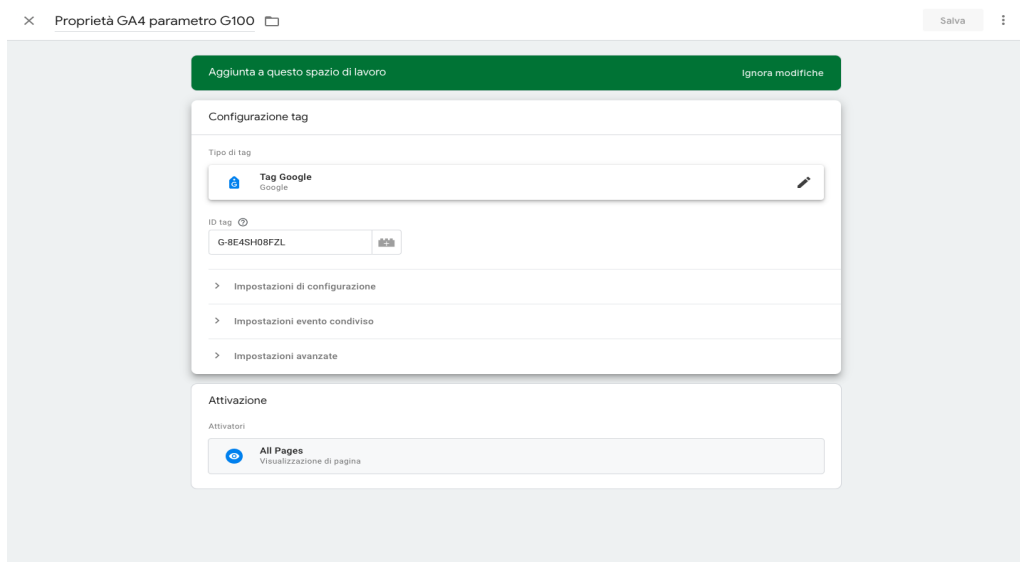 Proprietà GA4 parametro G100
Salva
Aggiunta a questo spazio di lavoro
Ignora modifiche
Configurazione tag
Tipo di tag
Tag Google
Google
ID tag
G-8E4SH08FZL
Impostazioni di configurazione
Impostazioni evento condiviso
Impostazioni avanzate
Attivazione
Attivatori
All Pages
Visualizzazione di pagina